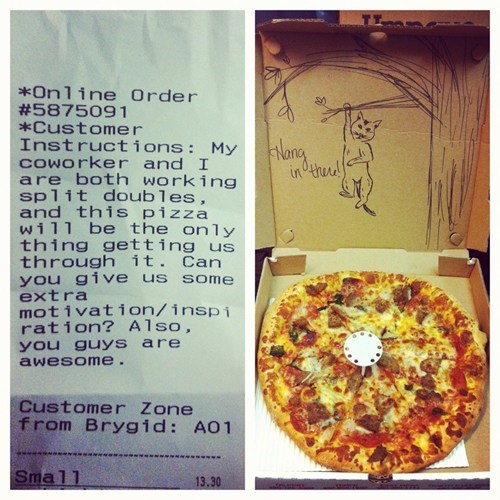 *Online Order
#5875091
*Customer
Instructions: My
coworker and I
are both working
split doubles,
and this pizza
will be the only
thing getting us
through it. Can
you give us some
extra
motivation/inspi
ration? Also,
you guys are
awesome.
Customer Zone
from Brygid: A01
Small 13.30
Hang
in there!